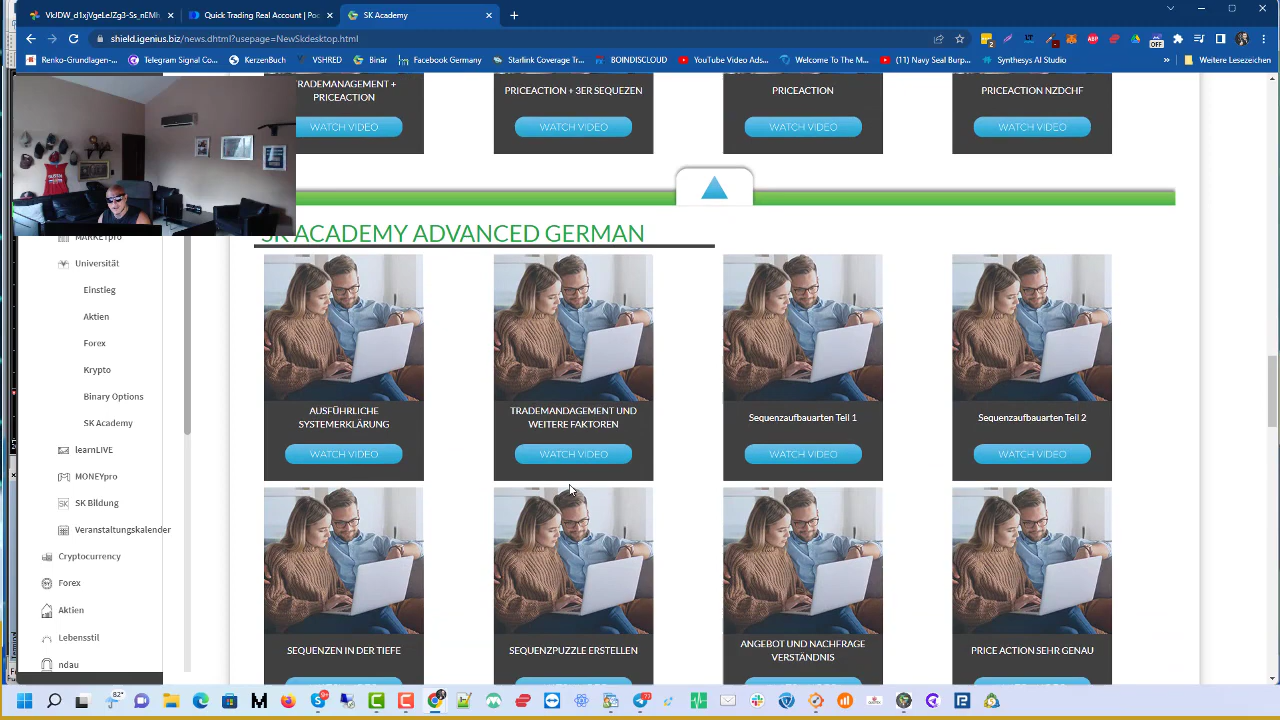 VkJDW_d1xjVgeLeJZg3-Ss_nEMh
Quick Trading Real Account | Poc
SK Academy
shield.igenius.biz/news.dhtml?usepage=NewSkdesktop.html
Renko-Grundlagen-...
Telegram Signal Co...
KerzenBuch
VSHRED
Binär
Facebook Germany
Starlink Coverage Tr...
BOINDISCLOUD
YouTube Video Ads...
Welcome To The M...
(11) Navy Seal Burp...
Synthesys AI Studio
Weitere Lesezeichen
TRADEMANAGEMENT +
PRICEACTION
WATCH VIDEO
PRICEACTION + 3ER SEQUEZEN
WATCH VIDEO
PRICEACTION
WATCH VIDEO
PRICEACTION NZDCHF
WATCH VIDEO
SK ACADEMY ADVANCED GERMAN
MARKETpro
Universität
Einstieg
Aktien
Forex
Krypto
Binary Options
SK Academy
learnLIVE
MONEYpro
SK Bildung
Veranstaltungskalender
Cryptocurrency
Forex
Aktien
Lebensstil
ndau
AUSFÜHRLICHE
SYSTEMERKLÄRUNG
WATCH VIDEO
TRADEMANDAGEMENT UND
WEITERE FAKTOREN
WATCH VIDEO
Sequenzaufbauarten Teil 1
WATCH VIDEO
Sequenzaufbauarten Teil 2
WATCH VIDEO
SEQUENZEN IN DER TIEFE
SEQUENZPUZZLE ERSTELLEN
ANGEBOT UND NACHFRAGE
VERSTÄNDNIS
PRICE ACTION SEHR GENAU
82°